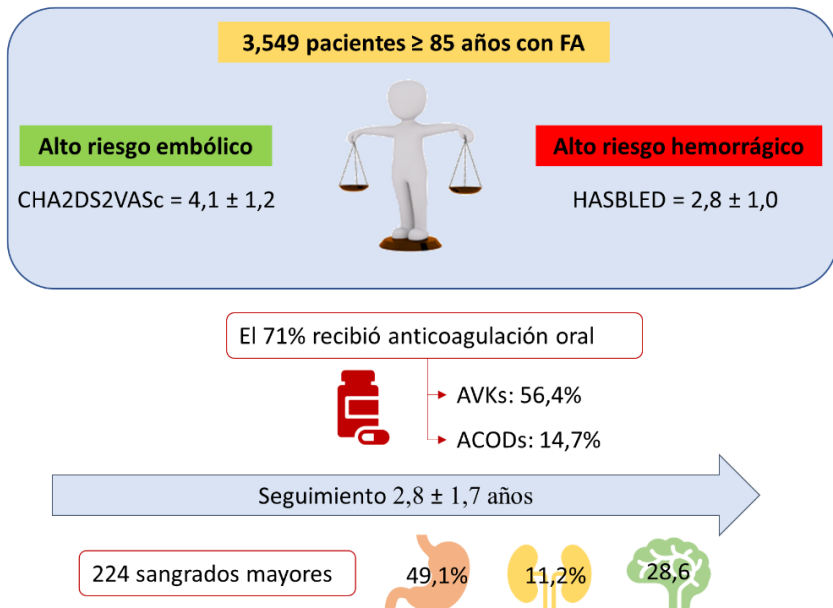 3,549 pacientes ≥ 85 años con FA
Alto riesgo embólico
CHA2DS2VASc = 4,1 ± 1,2
Alto riesgo hemorrágico
HASBLED = 2,8 ± 1,0
El 71% recibió anticoagulación oral
AVKs: 56,4%
ACODs: 14,7%
Seguimiento 2,8 ± 1,7 años
224 sangrados mayores
49,1%
11,2%
28,6